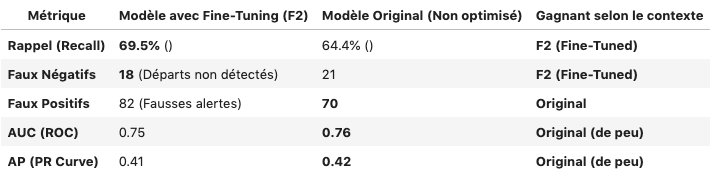 Métrique Modèle avec Fine-Tuning (F2) Modèle Original (Non optimisé) Gagnant selon le contexte
Rappel (Recall) 69.5% () 64.4% () F2 (Fine-Tuned)
Faux Négatifs 18 (Départs non détectés) 21 F2 (Fine-Tuned)
Faux Positifs 82 (Fausses alertes) 70 Original
AUC (ROC) 0.75 0.76 Original (de peu)
AP (PR Curve) 0.41 0.42 Original (de peu)